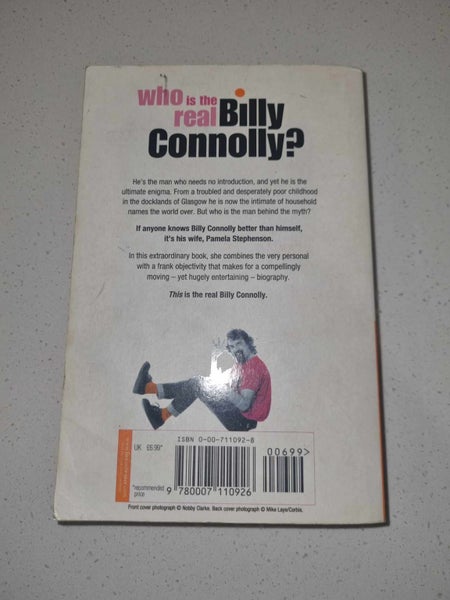 who is the
real Billy
Connolly?
He's the man who needs no introduction, and yet he is the
ultimate enigma. From a troubled and desperately poor childhood
in the docklands of Glasgow he is now the intimate of household
names the world over. But who is the man behind the myth?
If anyone knows Billy Connolly better than himself,
it's his wife, Pamela Stephenson.
In this extraordinary book, she combines the very personal
with a frank objectivity that makes for a compellingly
moving – yet hugely entertaining – biography.
This is the real Billy Connolly.
ISBN 0-00-711092-8
UK £6.99*
00699>
*recommended
price
9 780007 110926
Front cover photograph © Nobby Clarke. Back cover photograph © Mike Laye/Corbis.